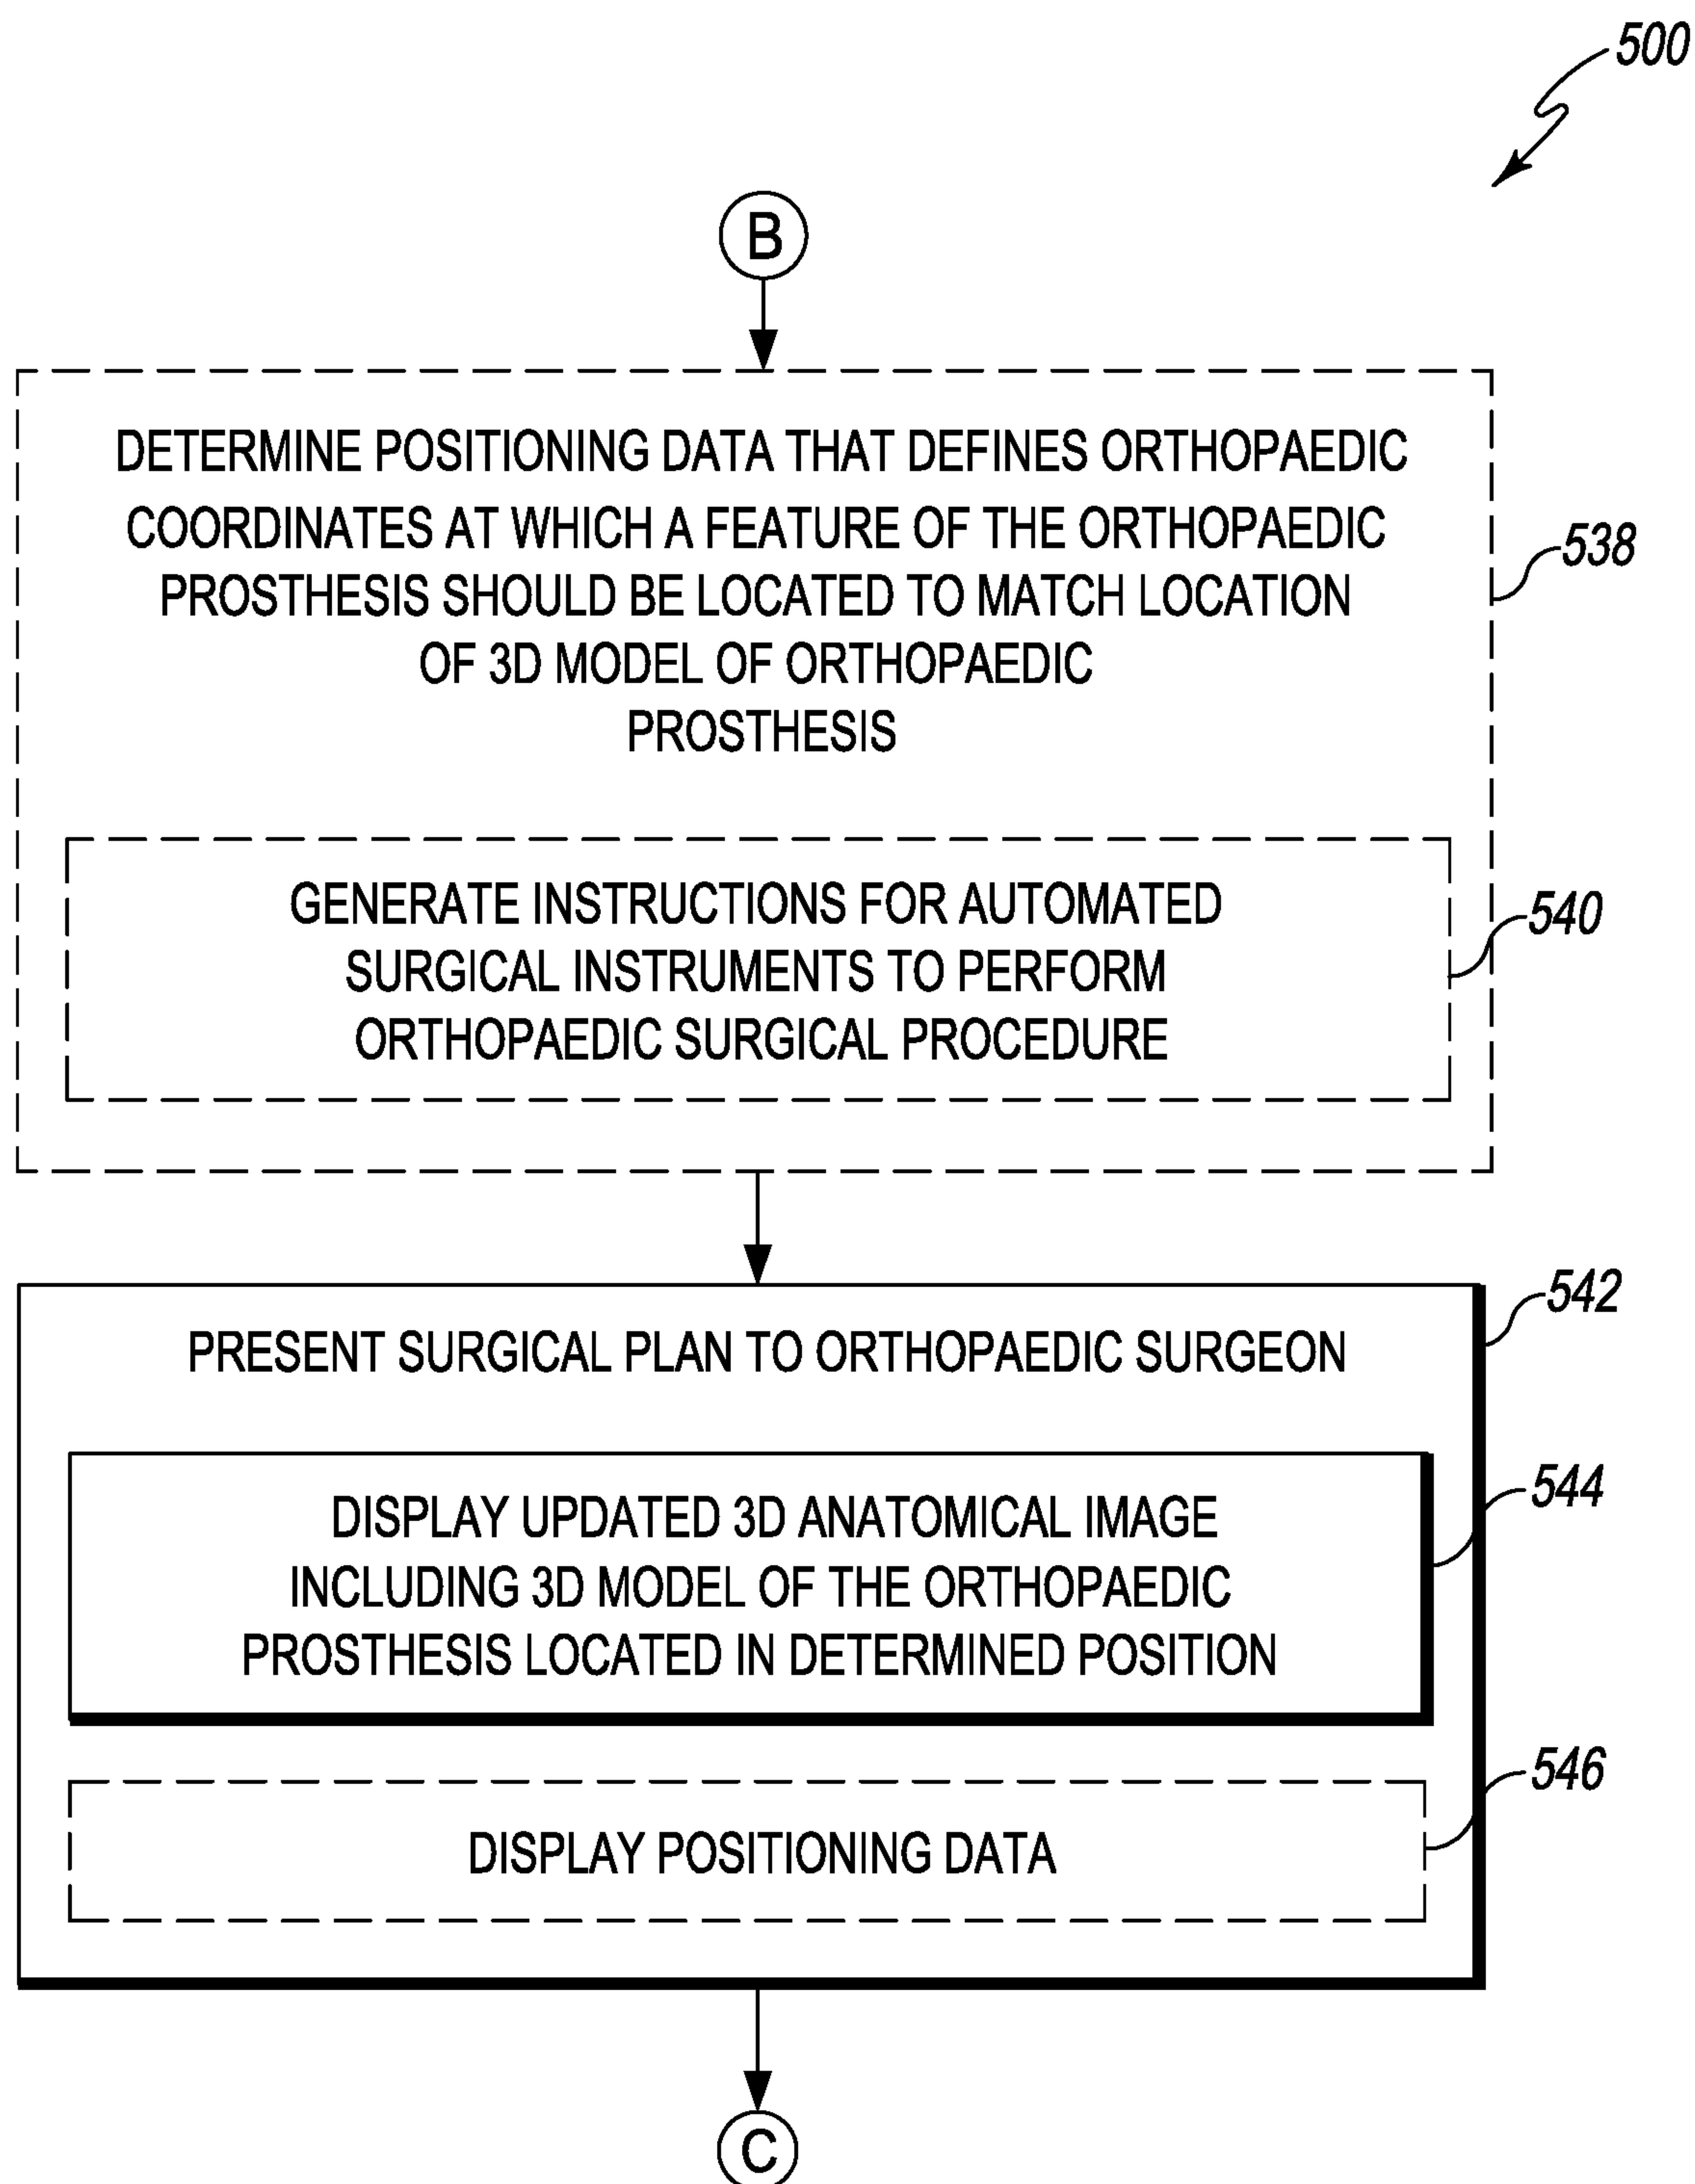 500
B
DETERMINE POSITIONING DATA THAT DEFINES ORTHOPAEDIC
COORDINATES AT WHICH A FEATURE OF THE ORTHOPAEDIC
PROSTHESIS SHOULD BE LOCATED TO MATCH LOCATION
OF 3D MODEL OF ORTHOPAEDIC
PROSTHESIS
538
GENERATE INSTRUCTIONS FOR AUTOMATED
SURGICAL INSTRUMENTS TO PERFORM
ORTHOPAEDIC SURGICAL PROCEDURE
540
PRESENT SURGICAL PLAN TO ORTHOPAEDIC SURGEON
542
DISPLAY UPDATED 3D ANATOMICAL IMAGE
INCLUDING 3D MODEL OF THE ORTHOPAEDIC
PROSTHESIS LOCATED IN DETERMINED POSITION
544
DISPLAY POSITIONING DATA
546
C